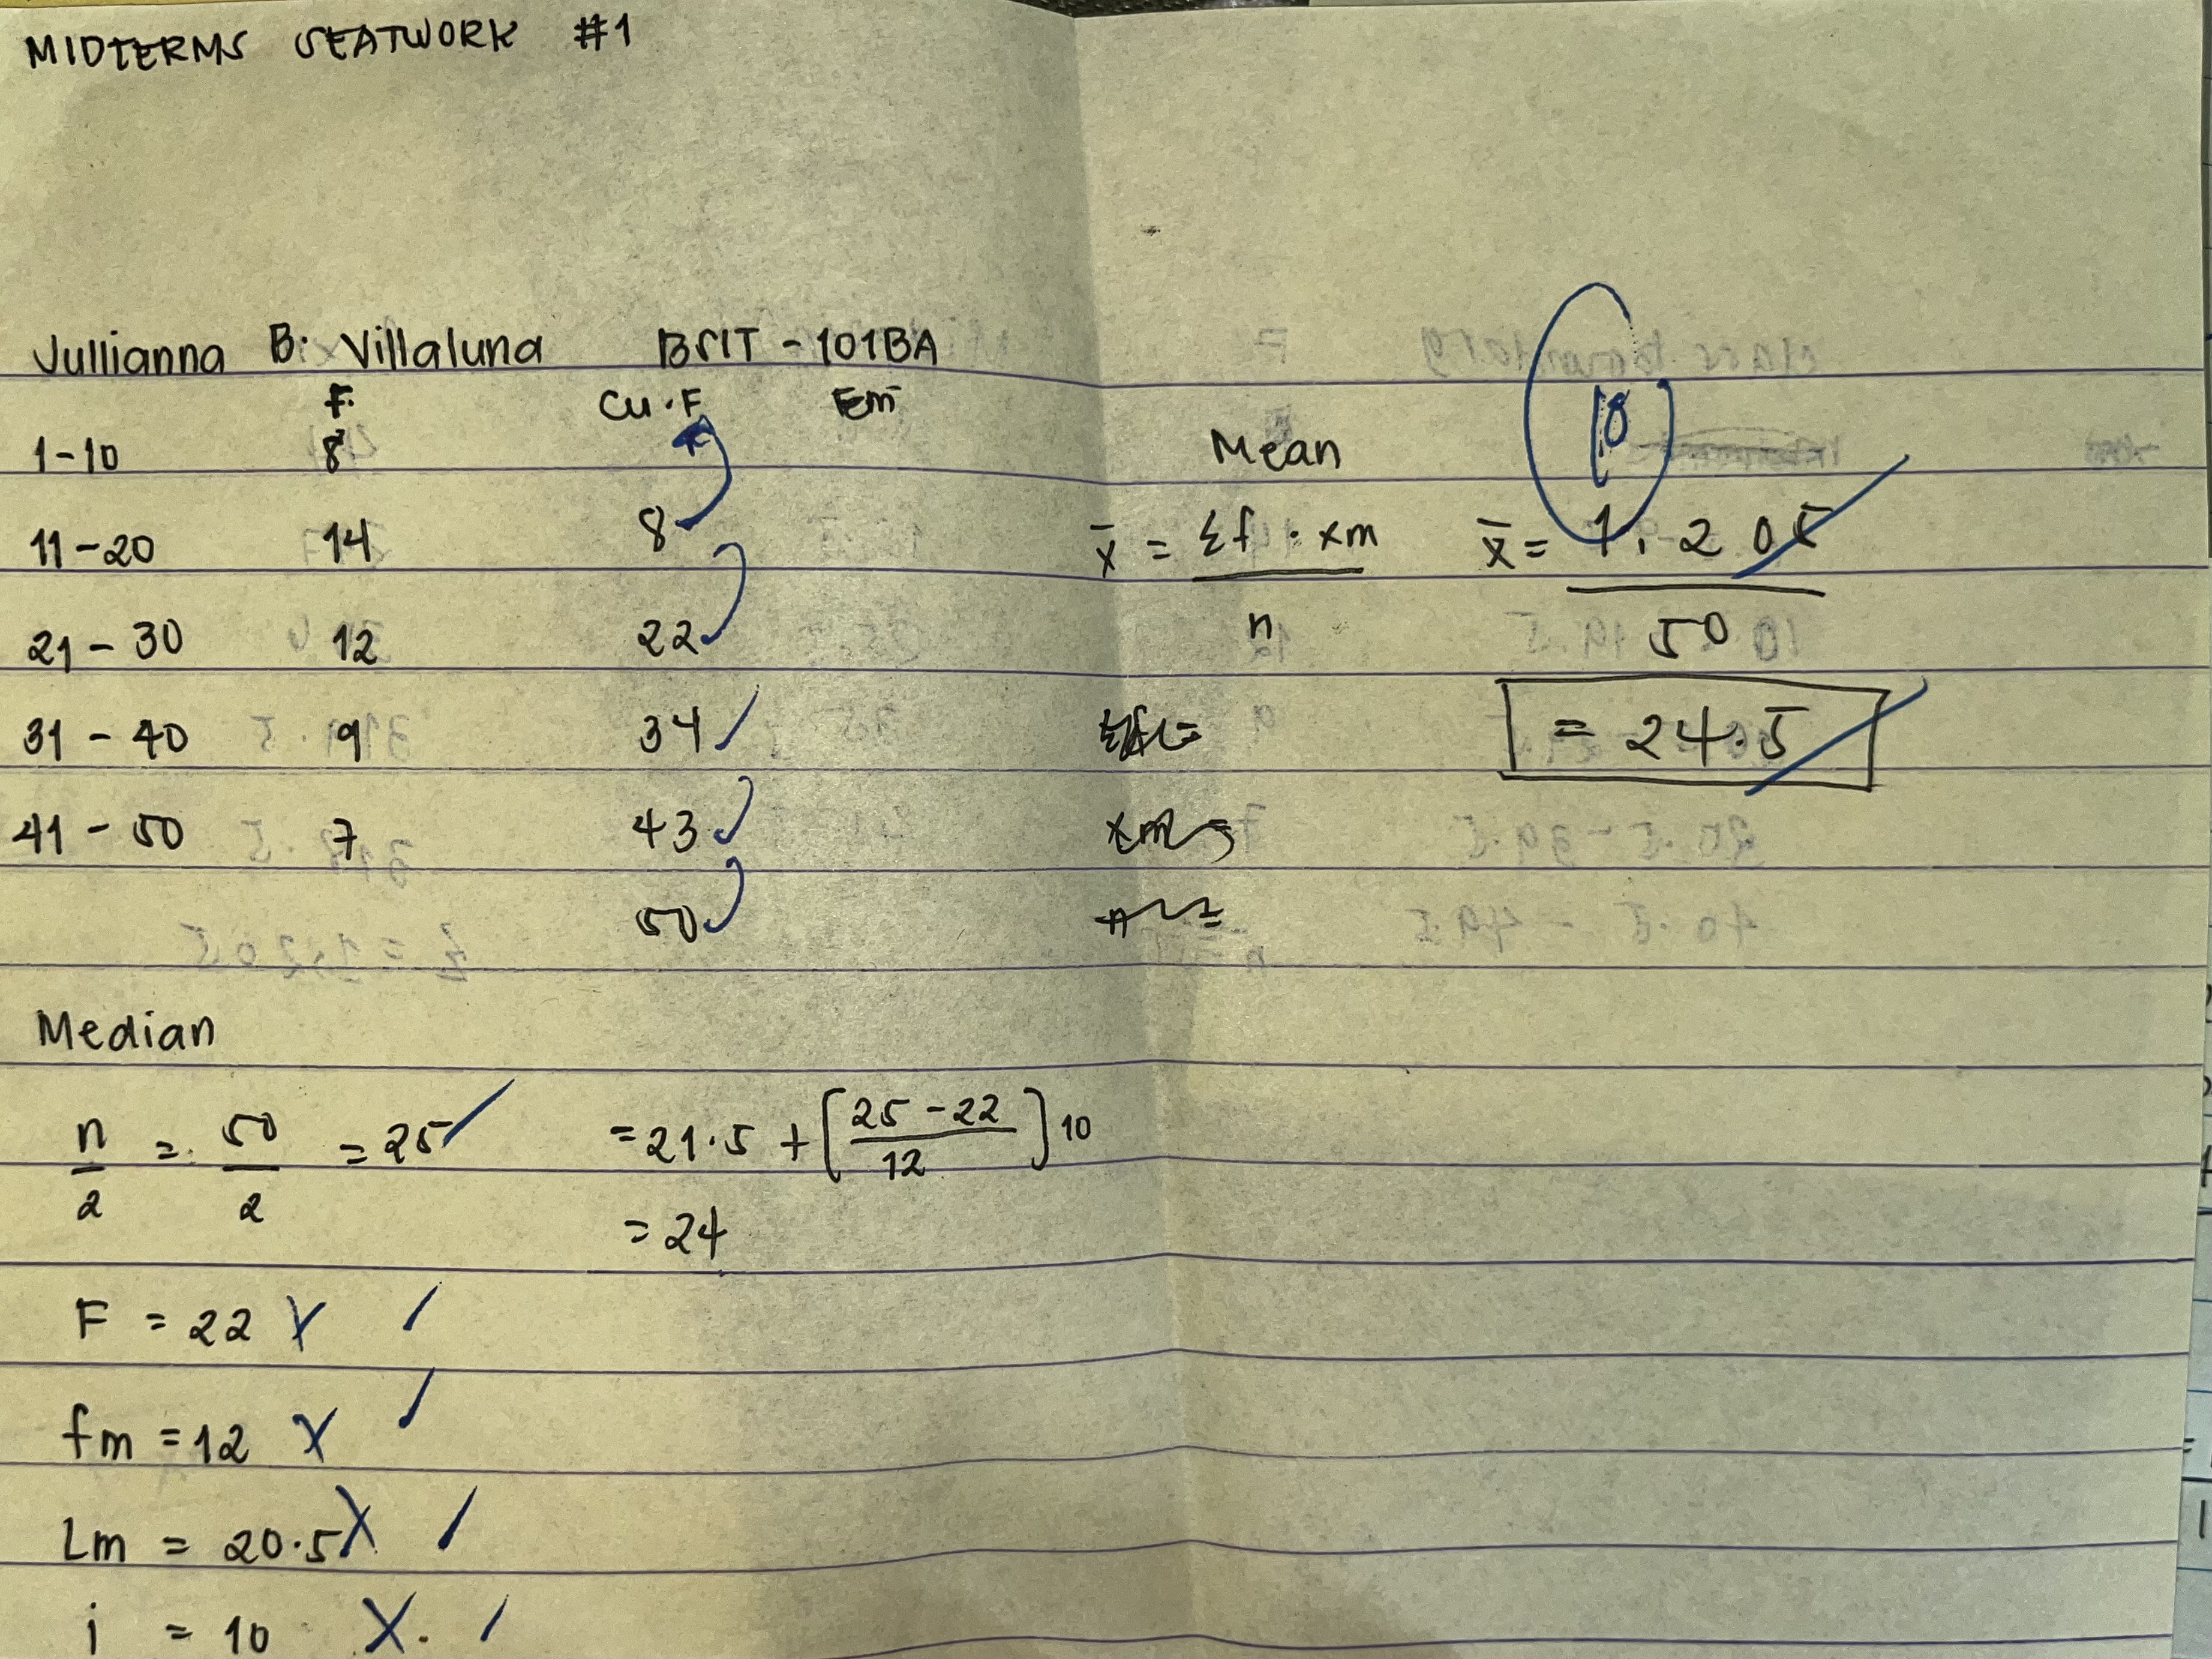 MIDTERMS SEATWORK #1
Jullianna B. Villaluna BSIT - 101BA
F. Cu.F
1-10 8
11-20 14 8
21-30 12 22
31-40 9 34
41-50 7 43
50
Mean
18
x̄ = Σf · xm / n
x̄ = 1,205 / 50
= 24.5
Median
n/2 = 50/2 = 25
= 21.5 + [25-22 / 12] 10
= 24
F = 22 X
fm = 12 X
Lm = 20.5 X
i = 10 X